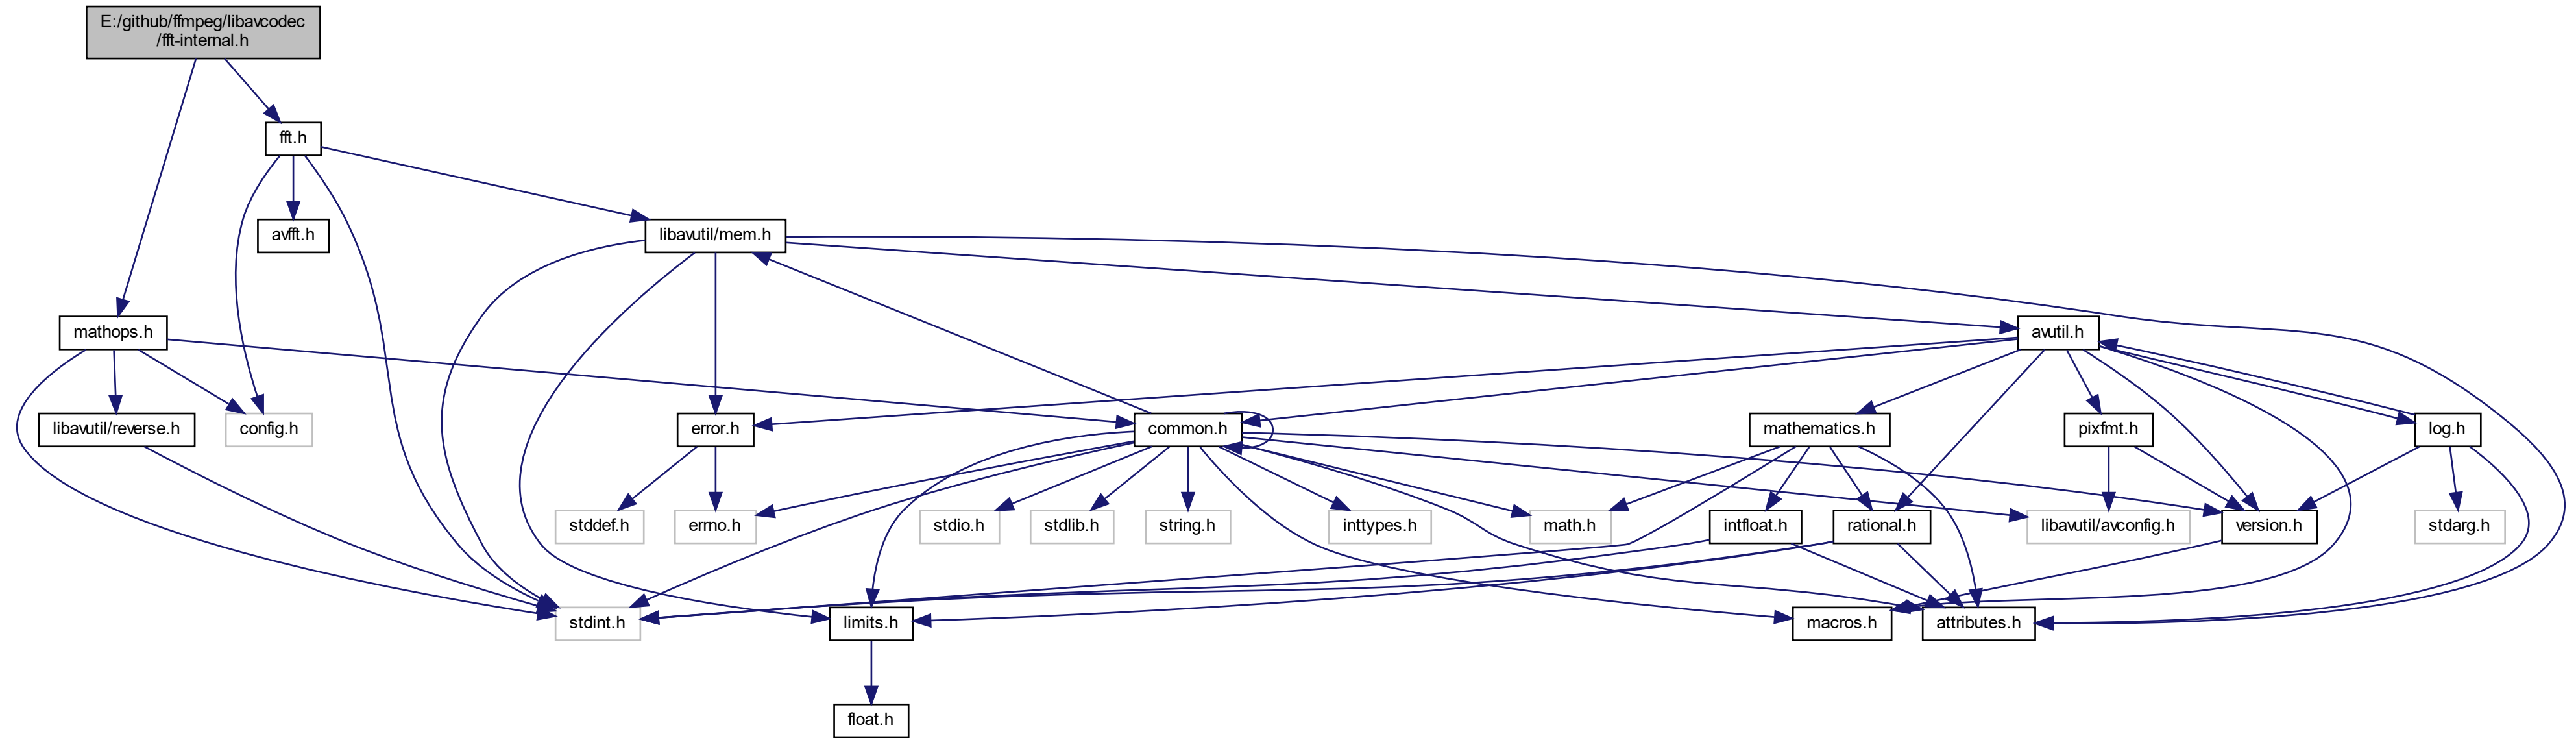 E:/github/ffmpeg/libavcodec
/fft-internal.h
fft.h
avfft.h
libavutil/mem.h
mathops.h
avutil.h
libavutil/reverse.h
config.h
error.h
common.h
mathematics.h
pixfmt.h
log.h
stddef.h
errno.h
stdio.h
stdlib.h
string.h
inttypes.h
math.h
intfloat.h
rational.h
libavutil/avconfig.h
version.h
stdarg.h
stdint.h
limits.h
macros.h
attributes.h
float.h